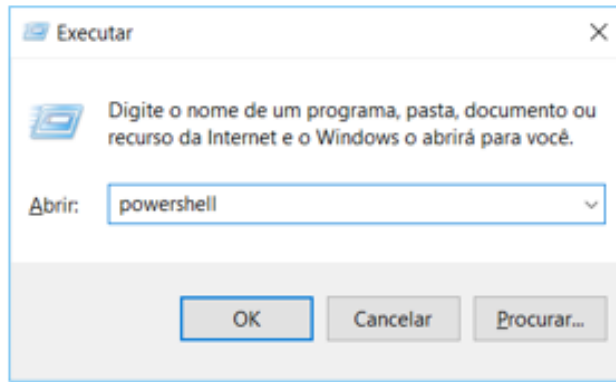 Executar
Digite o nome de um programa, pasta, documento ou
recurso da Internet e o Windows o abrirá para você.
Abrir: powershell
OK Cancelar Procurar...